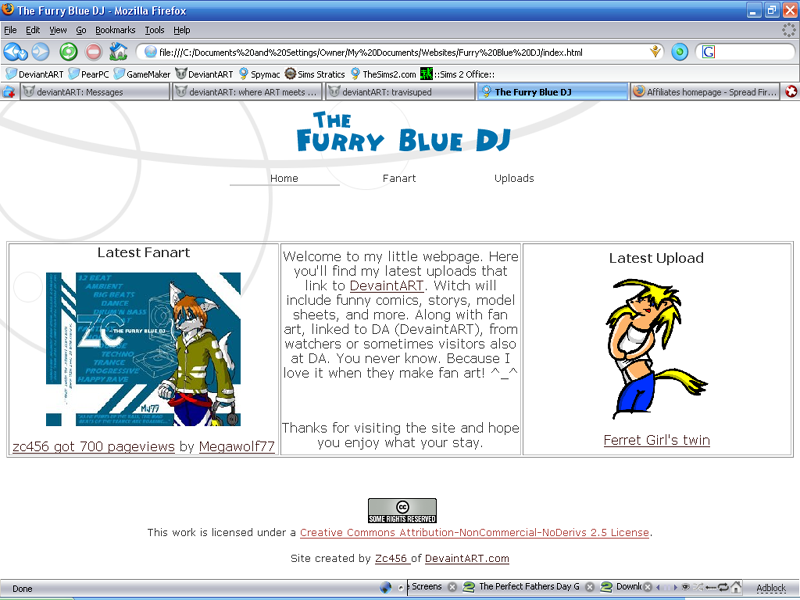 The Furry Blue DJ - Mozilla Firefox
File Edit View Go Bookmarks Tools Help
file:///C:/Documents%20and%20Settings/Owner/My%20Documents/Websites/Furry%20Blue%20DJ/index.html
DeviantART PearPC GameMaker DeviantART Spymac Sims Stratics TheSims2.com ::Sims 2 Office::
deviantART: Messages deviantART: where ART meets ... deviantART: travisuped The Furry Blue DJ Affiliates homepage - Spread Fir...
THE
FURRY BLUE DJ
Home Fanart Uploads
Latest Fanart
32 BEAT
AMBIENT
BIG BEATS
DANCE
DRUM'N BASS
ZC
THE FURRY BLUE DJ
TECHNO
TRANCE
PROGRESSIVE
HAPPY RAVE
MW77
zc456 got 700 pageviews by Megawolf77
Welcome to my little webpage. Here
you'll find my latest uploads that
link to DevaintART. Witch will
include funny comics, storys, model
sheets, and more. Along with fan
art, linked to DA (DevaintART), from
watchers or sometimes visitors also
at DA. You never know. Because I
love it when they make fan art! ^_^
Thanks for visiting the site and hope
you enjoy what your stay.
Latest Upload
Ferret Girl's twin
cc
SOME RIGHTS RESERVED
This work is licensed under a Creative Commons Attribution-NonCommercial-NoDerivs 2.5 License.
Site created by Zc456 of DevaintART.com
Done Screens The Perfect Fathers Day G Downl Adblock